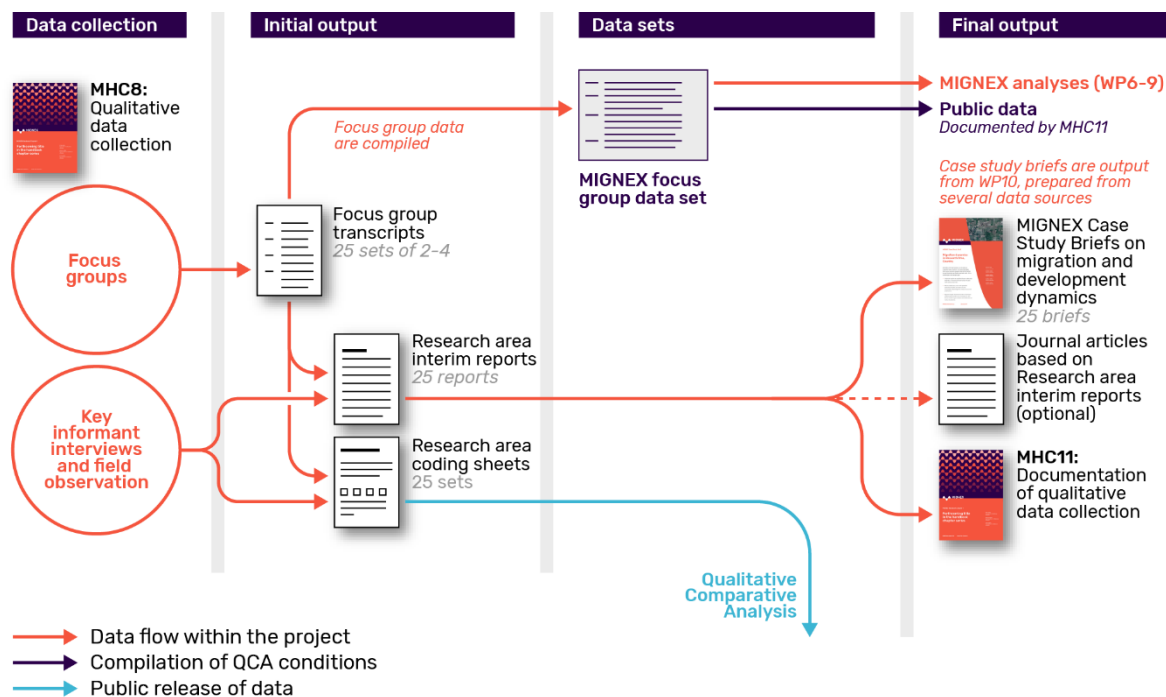 Data collection
Initial output
Data sets
Final output
MHC8:
Qualitative
data
collection
Focus
groups
Key
informant
interviews
and field
observation
Focus group data
are compiled
Focus group
transcripts
25 sets of 2–4
Research area
interim reports
25 reports
Research area
coding sheets
25 sets
MIGNEX focus
group data set
Qualitative
Comparative
Analysis
MIGNEX analyses (WP6-9)
Public data
Documented by MHC11
Case study briefs are output
from WP10, prepared from
several data sources
MIGNEX Case
Study Briefs on
migration and
development
dynamics
25 briefs
Journal articles
based on
Research area
interim reports
(optional)
MHC11:
Documentation
of qualitative
data collection
Data flow within the project
Compilation of QCA conditions
Public release of data